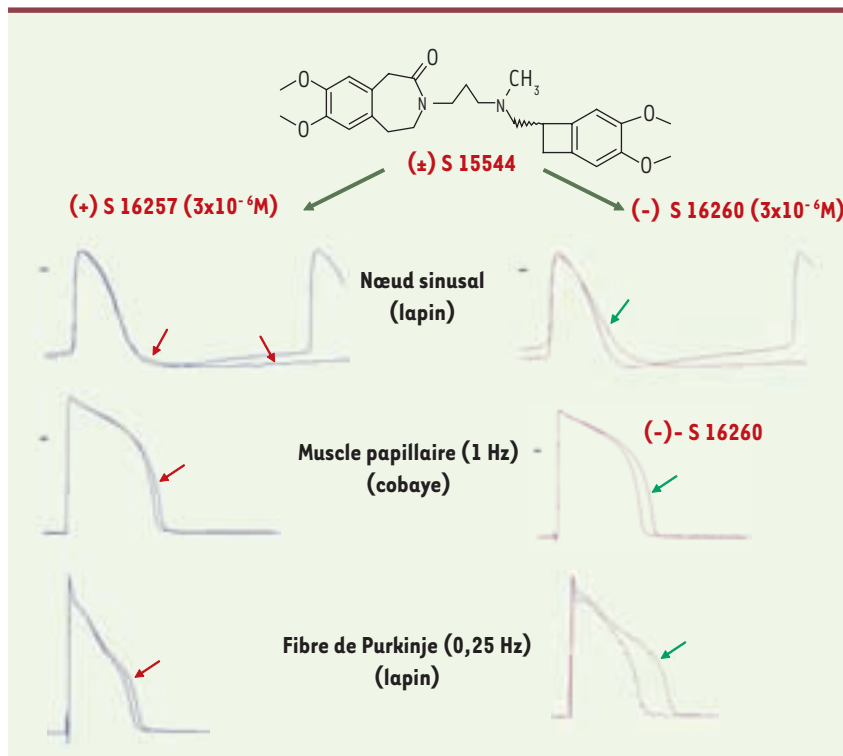 O
O
O
N
N
CH₃
O
O
(±) S 15544
(+) S 16257 (3x10⁻⁶M)
(-) S 16260 (3x10⁻⁶M)
Nœud sinusal
(lapin)
(-)- S 16260
Muscle papillaire (1 Hz)
(cobaye)
Fibre de Purkinje (0,25 Hz)
(lapin)